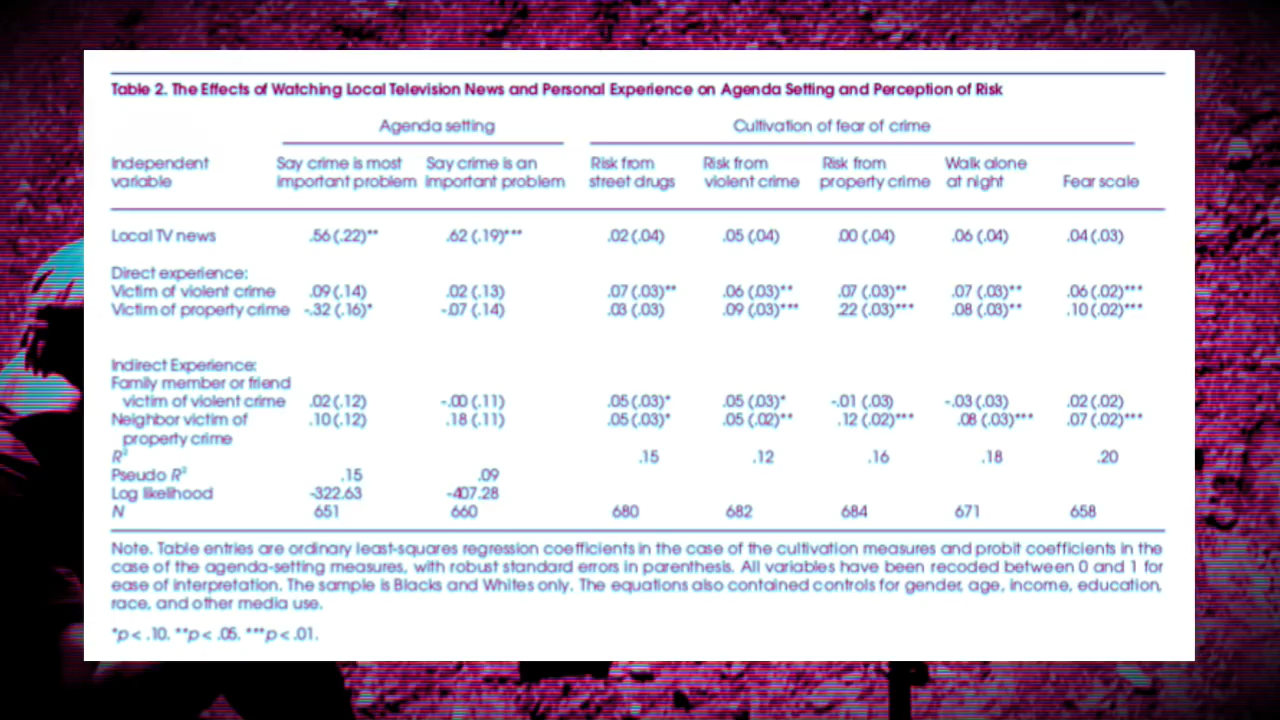 Table 2. The Effects of Watching Local Television News and Personal Experience on Agenda Setting and Perception of Risk
Agenda setting Cultivation of fear of crime
Independent Say crime is most Say crime is an Risk from Risk from Risk from Walk alone
variable important problem important problem street drugs violent crime property crime at night Fear scale
Local TV news .56 (.22)** .62 (.19)*** .02 (.04) .05 (.04) .00 (.04) .06 (.04) .04 (.03)
Direct experience:
Victim of violent crime .09 (.14) .02 (.13) .07 (.03)** .06 (.03)** .07 (.03)** .07 (.03)** .06 (.02)***
Victim of property crime -.32 (.16)* -.07 (.14) .03 (.03) .09 (.03)*** .22 (.03)*** .08 (.03)** .10 (.02)***
Indirect Experience:
Family member or friend
victim of violent crime .02 (.12) -.00 (.11) .05 (.03)* .05 (.03)* -.01 (.03) -.03 (.03) .02 (.02)
Neighbor victim of .10 (.12) .18 (.11) .05 (.03)* .05 (.02)** .12 (.02)*** .08 (.03)*** .07 (.02)***
property crime
R² .15 .12 .16 .18 .20
Pseudo R² .15 .09
Log likelihood -322.63 -407.28
N 651 660 680 682 684 671 658
Note. Table entries are ordinary least-squares regression coefficients in the case of the cultivation measures and probit coefficients in the
case of the agenda-setting measures, with robust standard errors in parenthesis. All variables have been recoded between 0 and 1 for
ease of interpretation. The sample is Blacks and Whites only. The equations also contained controls for gender, age, income, education,
race, and other media use.
*p < .10. **p < .05. ***p < .01.